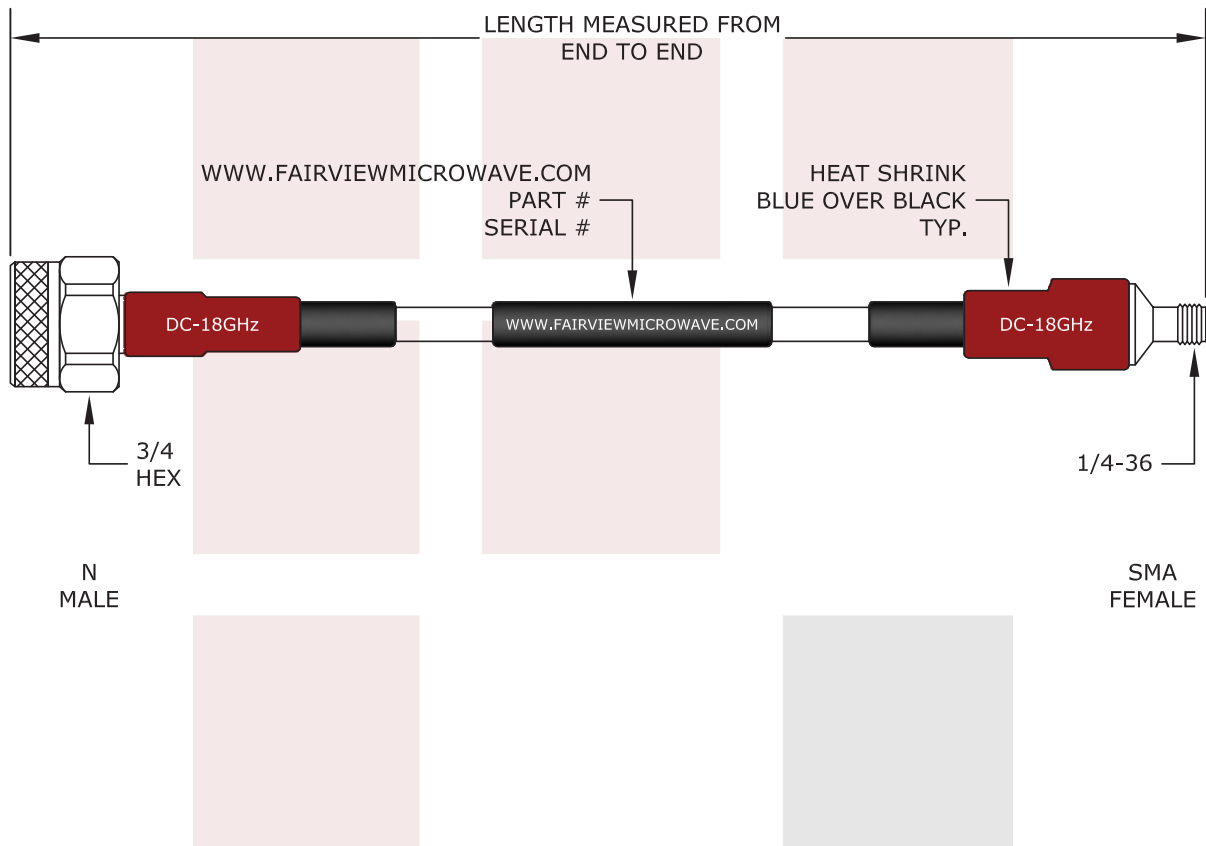 LENGTH MEASURED FROM
END TO END
WWW.FAIRVIEWMICROWAVE.COM
PART #
SERIAL #
HEAT SHRINK
BLUE OVER BLACK
TYP.
DC-18GHz
WWW.FAIRVIEWMICROWAVE.COM
DC-18GHz
3/4
HEX
1/4-36
N
MALE
SMA
FEMALE